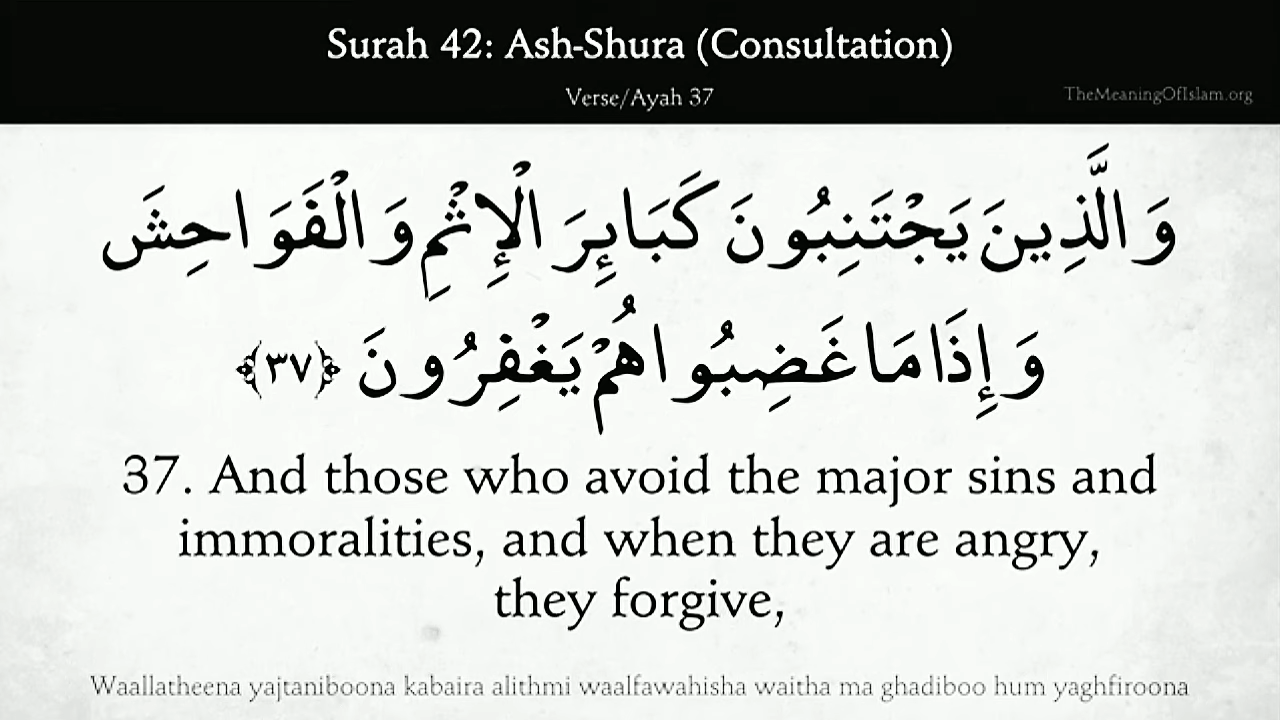 Surah 42: Ash-Shura (Consultation)
Verse/Ayah 37
TheMeaningOfIslam.org
وَالَّذِينَ يَجْتَنِبُونَ كَبَايِرَ الْإِثْمِ وَالْفَوَاحِشَ
وَإِذَا مَا غَضِبُوا هُمْ يَغْفِرُونَ ﴿٣٧﴾
37. And those who avoid the major sins and
immoralities, and when they are angry,
they forgive,
Waallatheena yajtaniboona kabaira alithmi waalfawahisha waitha ma ghadiboo hum yaghfiroona